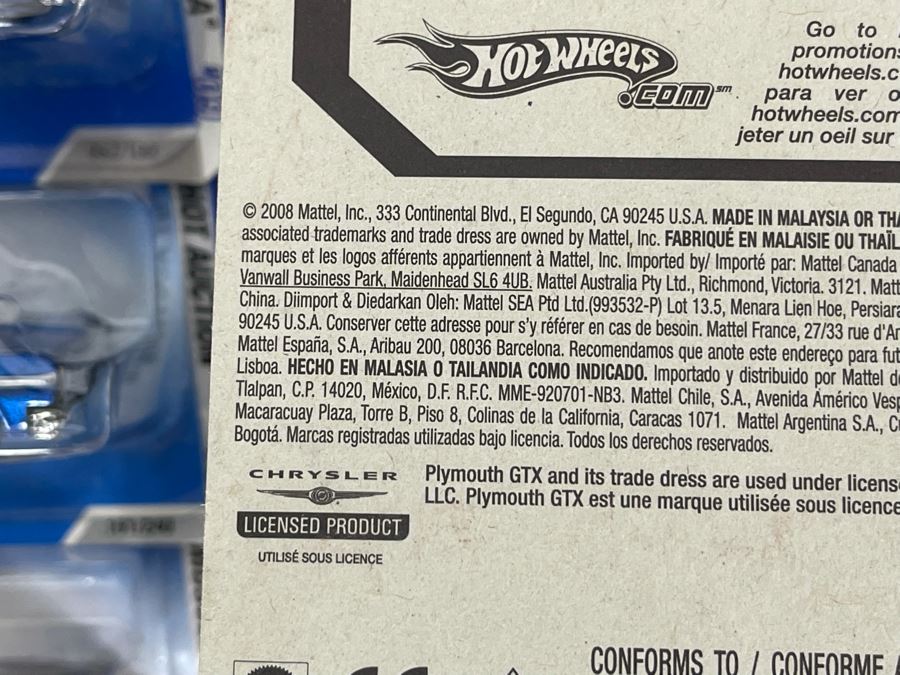 HOT WHEELS
.COM℠
Go to
promotions
hotwheels.c
para ver o
hotwheels.com
jeter un oeil sur
© 2008 Mattel, Inc., 333 Continental Blvd., El Segundo, CA 90245 U.S.A. MADE IN MALAYSIA OR THA
associated trademarks and trade dress are owned by Mattel, Inc. FABRIQUÉ EN MALAISIE OU THAÏL
marques et les logos afférents appartiennent à Mattel, Inc. Imported by/ Importé par: Mattel Canada
Vanwall Business Park, Maidenhead SL6 4UB. Mattel Australia Pty Ltd., Richmond, Victoria. 3121. Matt
China. Diimport & Diedarkan Oleh: Mattel SEA Ptd Ltd.(993532-P) Lot 13.5, Menara Lien Hoe, Persiara
90245 U.S.A. Conserver cette adresse pour s'y référer en cas de besoin. Mattel France, 27/33 rue d'An
Mattel España, S.A., Aribau 200, 08036 Barcelona. Recomendamos que anote este endereço para fut
Lisboa. HECHO EN MALASIA O TAILANDIA COMO INDICADO. Importado y distribuido por Mattel d
Tlalpan, C.P. 14020, México, D.F. R.F.C. MME-920701-NB3. Mattel Chile, S.A., Avenida Américo Vesp
Macaracuay Plaza, Torre B, Piso 8, Colinas de la California, Caracas 1071. Mattel Argentina S.A., C
Bogotá. Marcas registradas utilizadas bajo licencia. Todos los derechos reservados.
CHRYSLER
LICENSED PRODUCT
UTILISÉ SOUS LICENCE
Plymouth GTX and its trade dress are used under licens
LLC. Plymouth GTX est une marque utilisée sous licence
CONFORMS TO / CONFORME